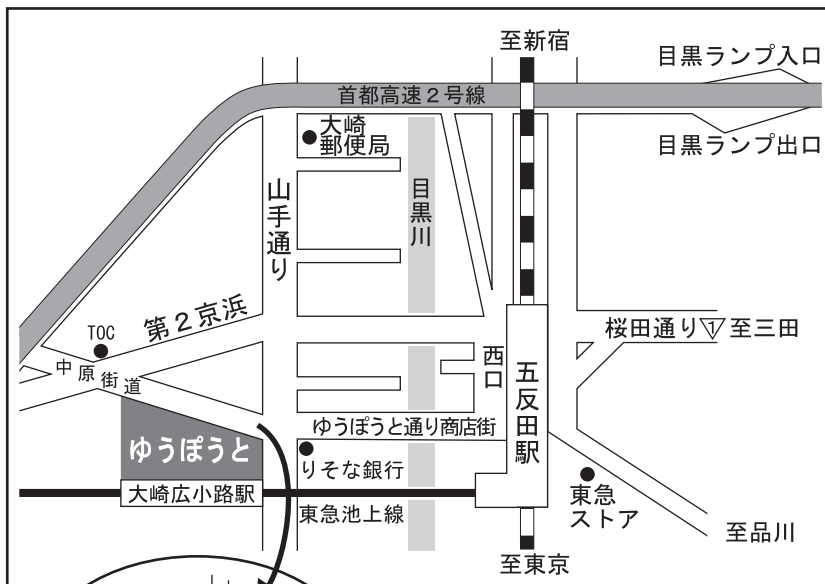 至新宿
目黒ランプ入口
首都高速2号線
大崎
郵便局
目黒ランプ出口
山手通り
目黒川
第2京浜
TOC
桜田通り
1
至三田
中原街道
西口
五反田駅
ゆうぽうと通り商店街
ゆうぽうと
りそな銀行
大崎広小路駅
東急池上線
東急
ストア
至品川
至東京